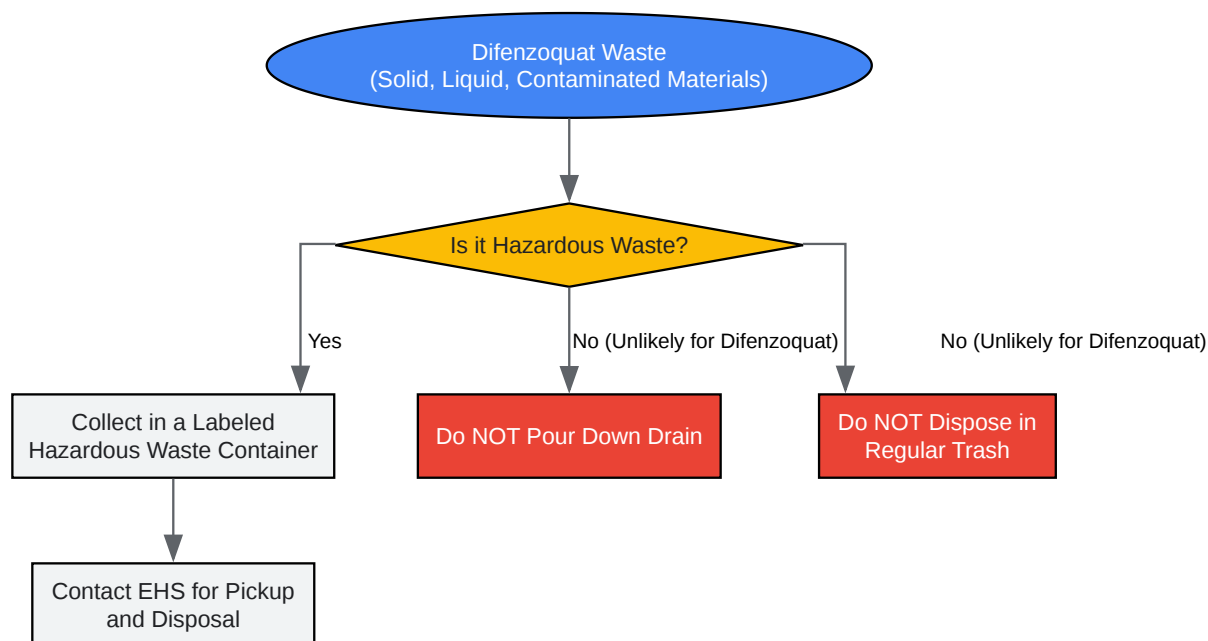 Difenzoquat Waste
(Solid, Liquid, Contaminated Materials)
Is it Hazardous Waste?
Yes
No (Unlikely for Difenzoquat)
No (Unlikely for Difenzoquat)
Collect in a Labeled
Hazardous Waste Container
Do NOT Pour Down Drain
Do NOT Dispose in
Regular Trash
Contact EHS for Pickup
and Disposal